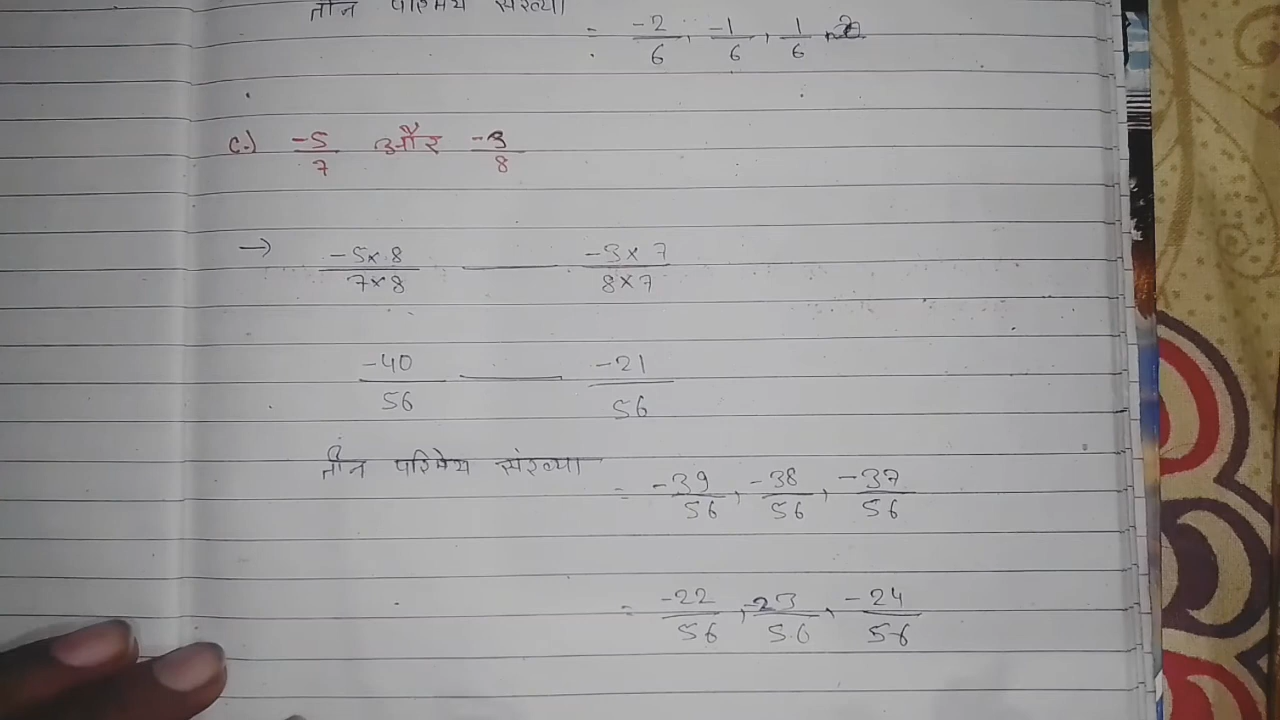 तीन परिमेय संख्या
= -2/6, -1/6, 1/6,
c.) -5/7 और -3/8
→ -5×8/7×8 —— -3×7/8×7
-40/56 —— -21/56
तीन परिमेय संख्या
= -39/56, -38/56, -37/56
= -22/56, -23/56, -24/56